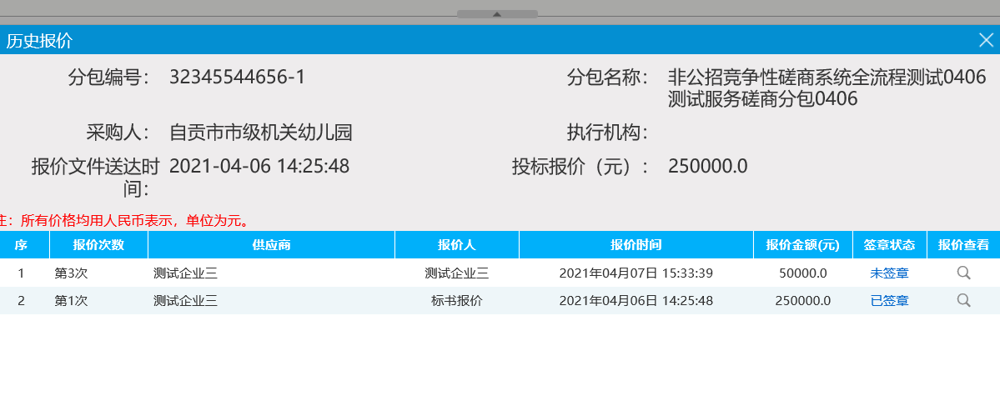 历史报价
分包编号： 32345544656-1 分包名称： 非公招竞争性磋商系统全流程测试0406
测试服务磋商分包0406
采购人： 自贡市市级机关幼儿园 执行机构：
报价文件送达时 2021-04-06 14:25:48 投标报价（元）： 250000.0
间：
注：所有价格均用人民币表示，单位为元。
序 报价次数 供应商 报价人 报价时间 报价金额(元) 签章状态 报价查看
1 第3次 测试企业三 测试企业三 2021年04月07日 15:33:39 50000.0 未签章
2 第1次 测试企业三 标书报价 2021年04月06日 14:25:48 250000.0 已签章